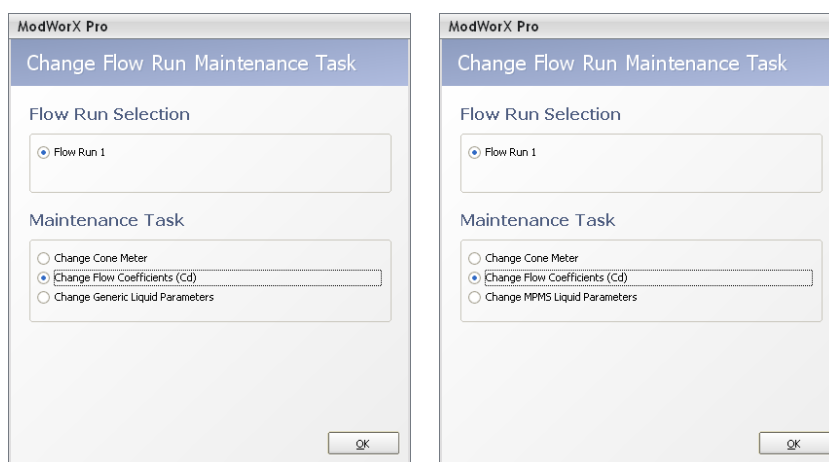 ModWorX Pro
Change Flow Run Maintenance Task
Flow Run Selection
Flow Run 1
Maintenance Task
Change Cone Meter
Change Flow Coefficients (Cd)
Change Generic Liquid Parameters
OK
ModWorX Pro
Change Flow Run Maintenance Task
Flow Run Selection
Flow Run 1
Maintenance Task
Change Cone Meter
Change Flow Coefficients (Cd)
Change MPMS Liquid Parameters
OK